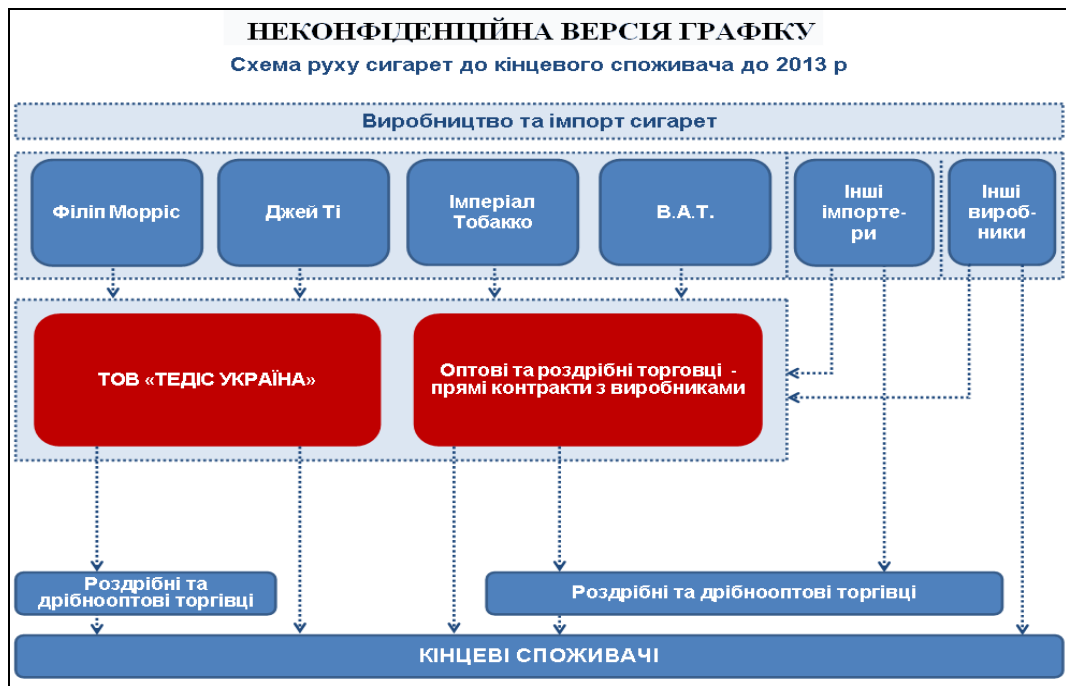 НЕКОНФІДЕНЦІЙНА ВЕРСІЯ ГРАФІКУ
Схема руху сигарет до кінцевого споживача до 2013 р
Виробництво та імпорт сигарет
Філіп Морріс
Джей Ті
Імперіал
Тобакко
В.А.Т.
Інші
імпорте-
ри
Інші
вироб-
ники
ТОВ «ТЕДІС УКРАЇНА»
Оптові та роздрібні торговці -
прямі контракти з виробниками
Роздрібні та
дрібнооптові торгівці
Роздрібні та дрібнооптові торгівці
КІНЦЕВІ СПОЖИВАЧІ